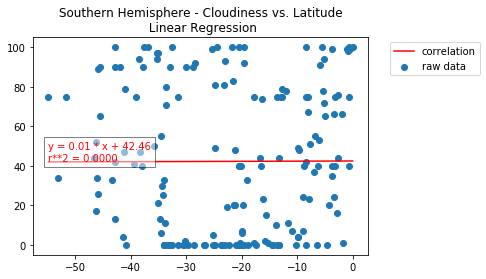 Southern Hemisphere - Cloudiness vs. Latitude
Linear Regression
correlation
raw data
100
80
60
40
20
0
y = 0.01 * x + 42.46
r**2 = 0.0000
−50
−40
−30
−20
−10
0